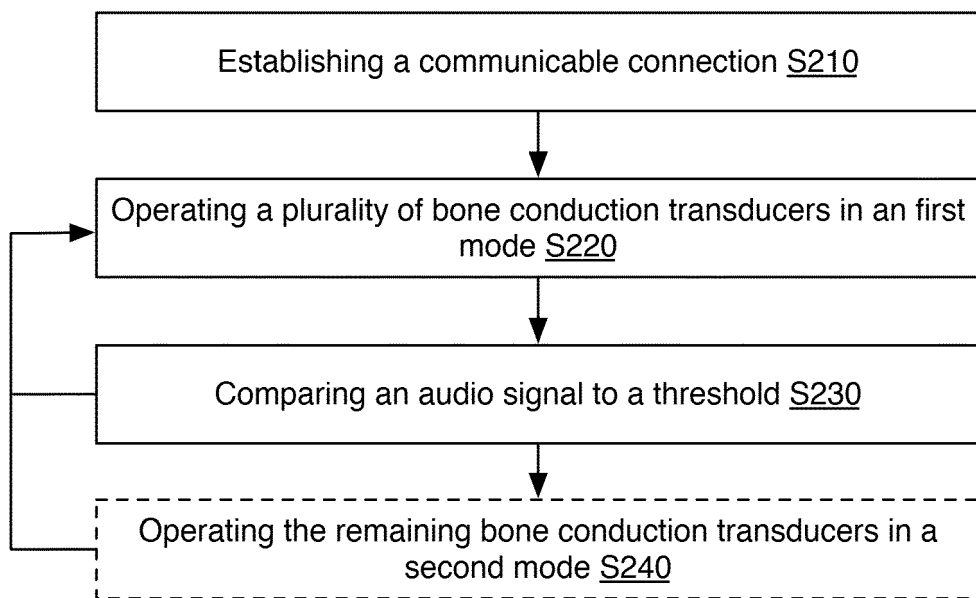 Establishing a communicable connection S210
Operating a plurality of bone conduction transducers in an first
mode S220
Comparing an audio signal to a threshold S230
Operating the remaining bone conduction transducers in a
second mode S240